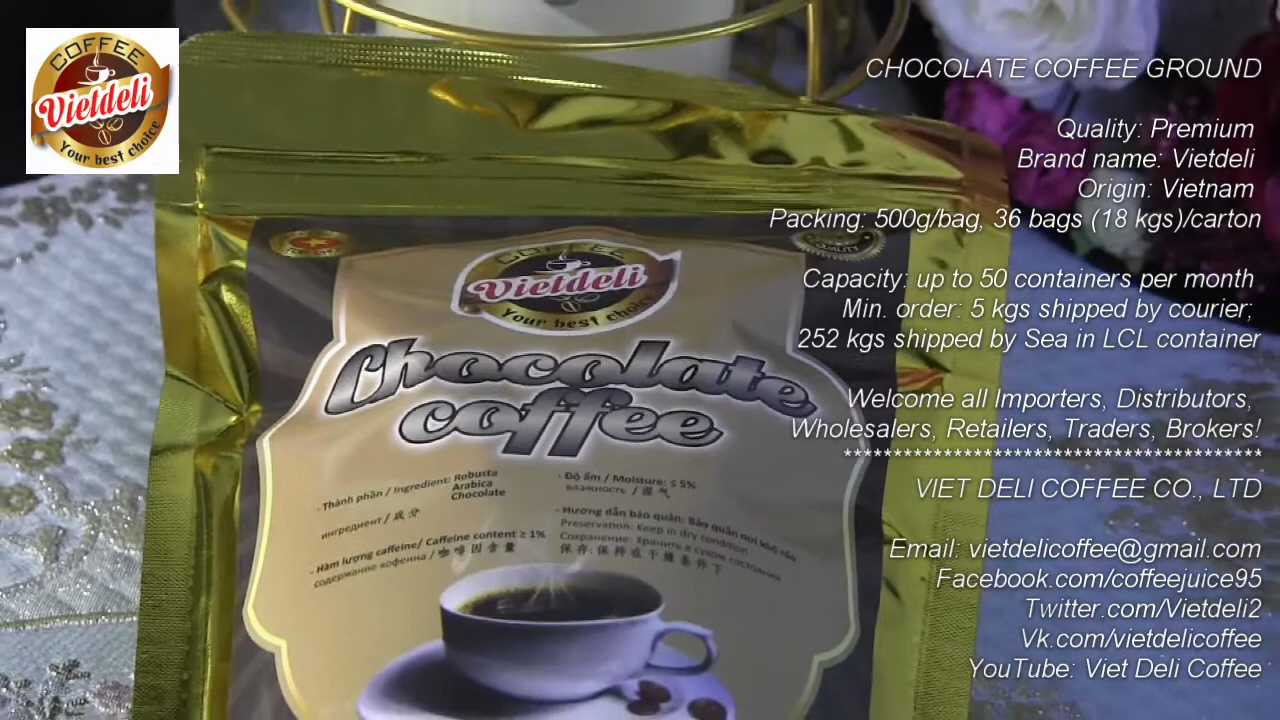 COFFEE
Vietdeli
Your best choice
CHOCOLATE COFFEE GROUND
Quality: Premium
Brand name: Vietdeli
Origin: Vietnam
Packing: 500g/bag, 36 bags (18 kgs)/carton
Capacity: up to 50 containers per month
Min. order: 5 kgs shipped by courier;
252 kgs shipped by Sea in LCL container
Welcome all Importers, Distributors,
Wholesalers, Retailers, Traders, Brokers!
******************************************
VIET DELI COFFEE CO., LTD
Email: vietdelicoffee@gmail.com
Facebook.com/coffeejuice95
Twitter.com/Vietdeli2
Vk.com/vietdelicoffee
YouTube: Viet Deli Coffee
QUALITY
COFFEE
Vietdeli
Your best choice
Chocolate
coffee
- Thành phần / Ingredient: Robusta
Arabica
Chocolate
ингредиент / 成分
- Hàm lượng caffeine/ Caffeine content ≥ 1%
содержание кофеина / 咖啡因含量
- Độ ẩm / Moisture: ≤ 5%
влажность / 湿气
- Hướng dẫn bảo quản: Bảo quản nơi khô ráo
Preservation: Keep in dry condition
Сохранение: Хранить в сухом состоянии
保存: 保持在干燥条件下